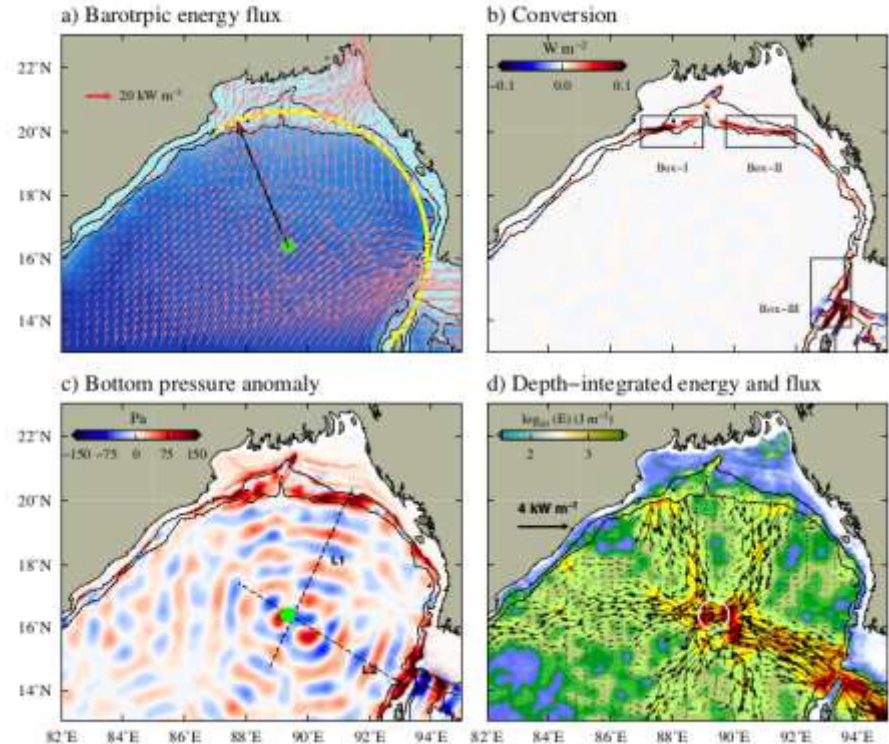 a) Barotrpic energy flux
22˚N
20˚N
18˚N
16˚N
14˚N
20 kW m⁻¹
b) Conversion
W m⁻²
−0.1 0.0 0.1
Box−I
Box−II
Box−III
c) Bottom pressure anomaly
Pa
−150 −75 0 75 150
22˚N
20˚N
18˚N
16˚N
14˚N
L1
L2
82˚E 84˚E 86˚E 88˚E 90˚E 92˚E 94˚E
d) Depth−integrated energy and flux
log₁₀ (E) (J m⁻²)
2 3
4 kW m⁻¹
82˚E 84˚E 86˚E 88˚E 90˚E 92˚E 94˚E